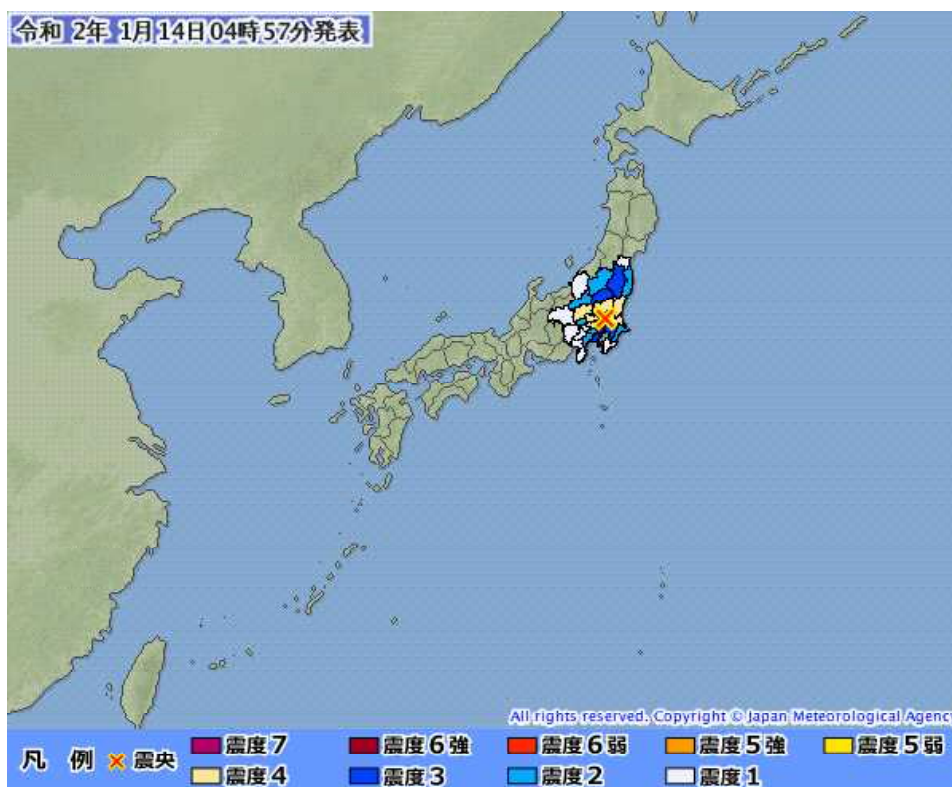 令和 2年 1月14日04時57分発表
All rights reserved. Copyright © Japan Meteorological Agenc
凡 例 震央 震度7 震度6強 震度6弱 震度5強 震度5弱
震度4 震度3 震度2 震度1